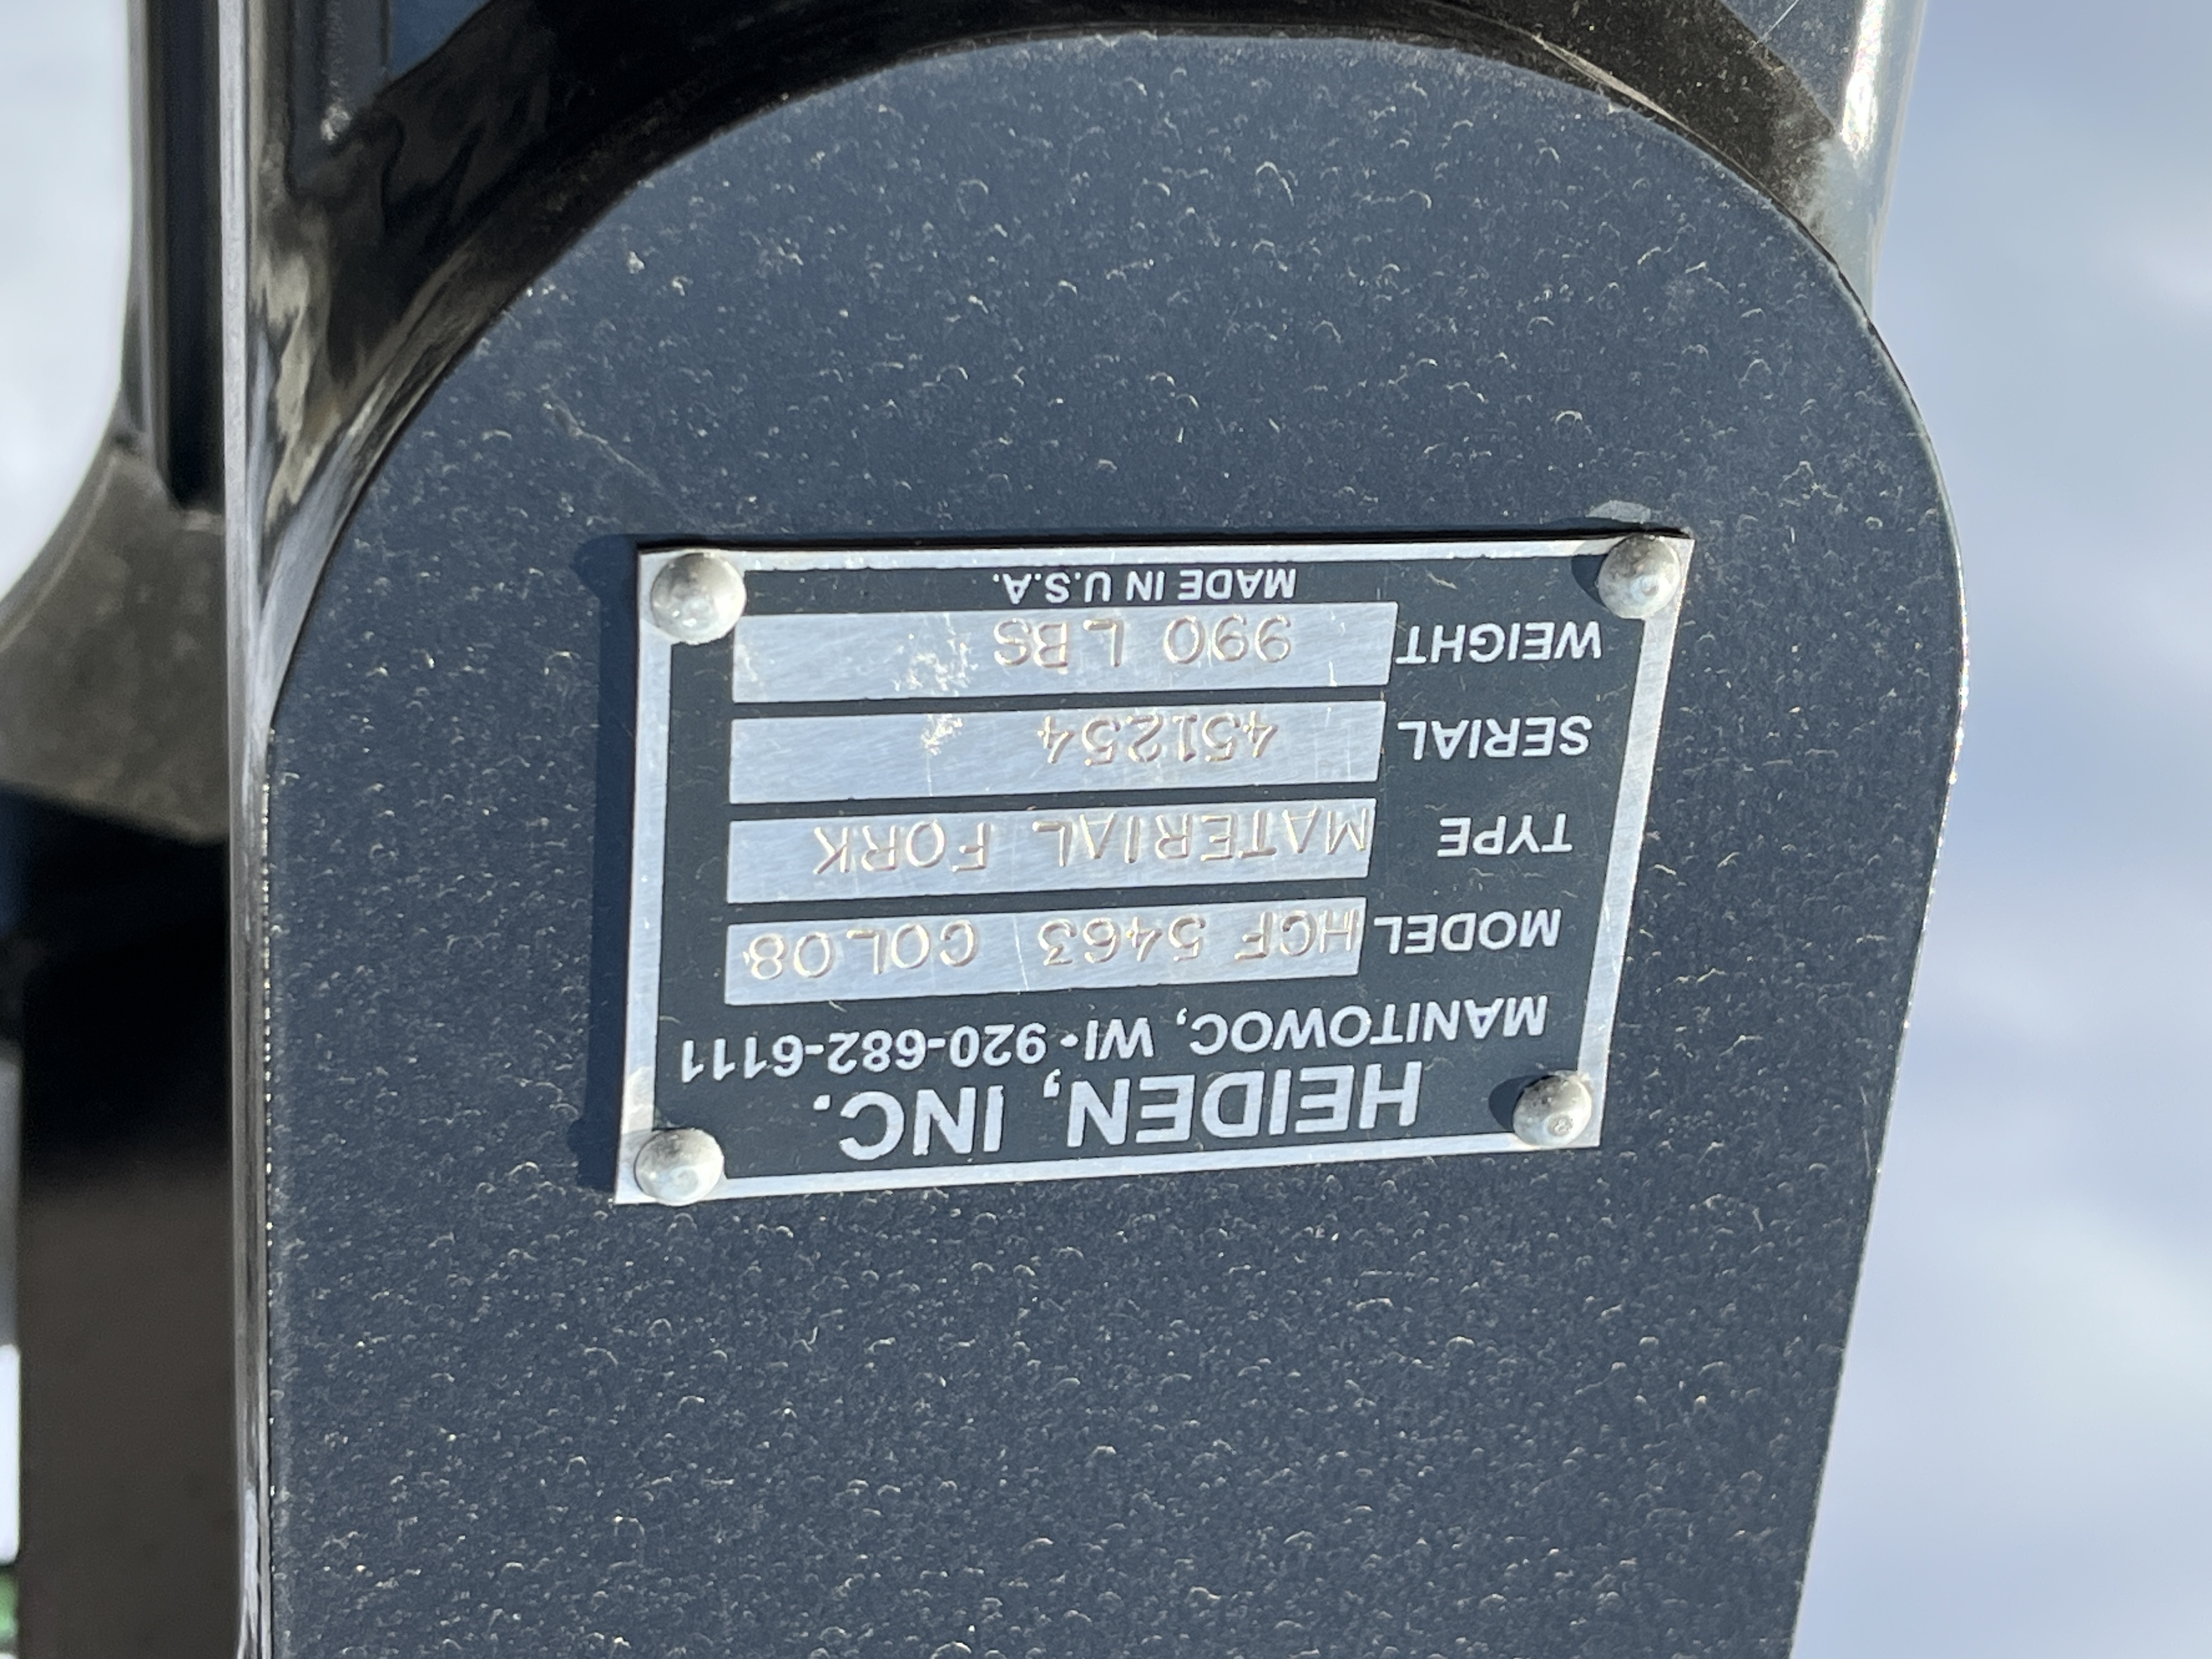 HEIDEN, INC.
MANITOWOC, WI • 920-682-6111
MODEL HCF 5463 COL08
TYPE MATERIAL FORK
SERIAL 451254
WEIGHT 990 LBS
MADE IN U.S.A.